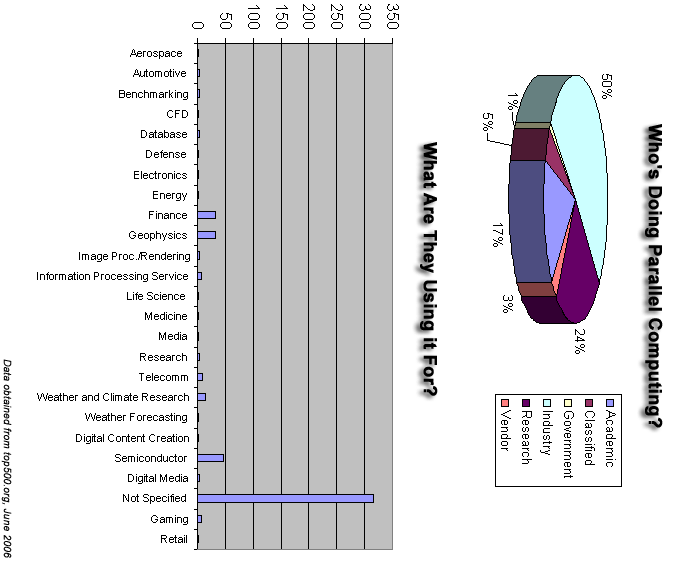 Who's Doing Parallel Computing?
50%
1%
5%
17%
3%
24%
Academic
Classified
Government
Industry
Research
Vendor
What Are They Using it For?
350
300
250
200
150
100
50
0
Aerospace
Automotive
Benchmarking
CFD
Database
Defense
Electronics
Energy
Finance
Geophysics
Image Proc./Rendering
Information Processing Service
Life Science
Medicine
Media
Research
Telecomm
Weather and Climate Research
Weather Forecasting
Digital Content Creation
Semiconductor
Digital Media
Not Specified
Gaming
Retail
Data obtained from top500.org, June 2006